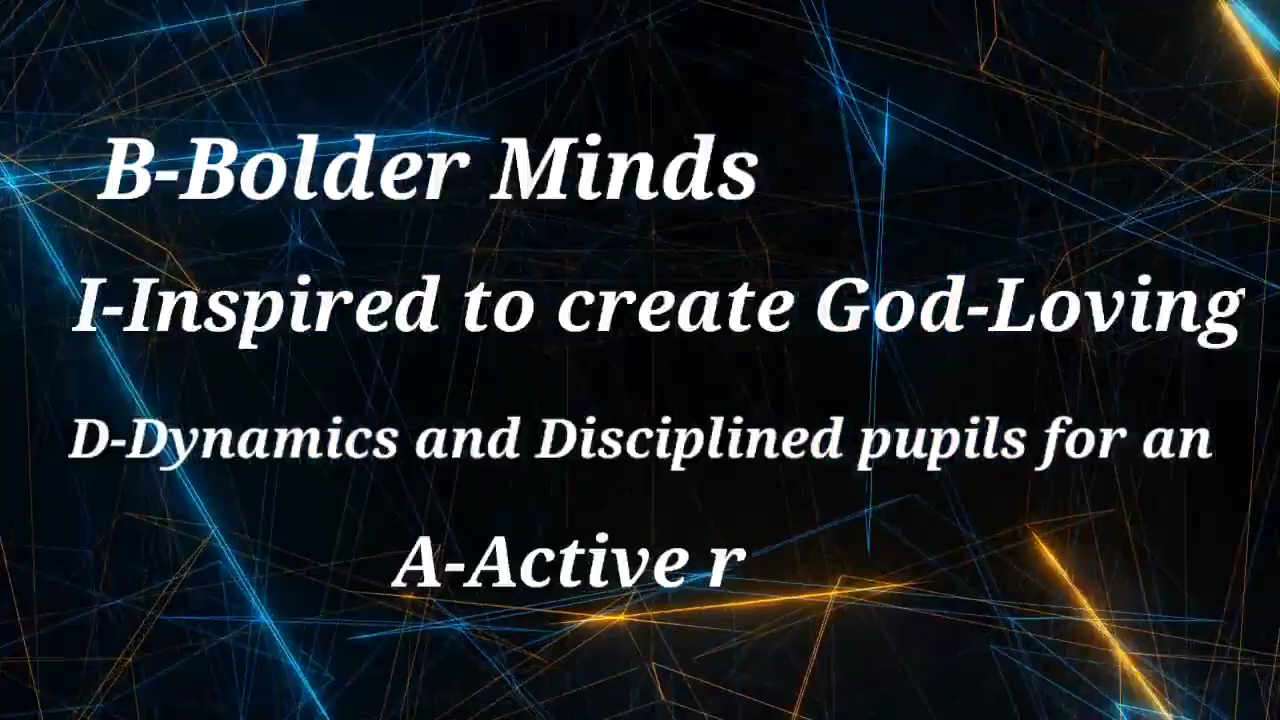 B-Bolder Minds
I-Inspired to create God-Loving
D-Dynamics and Disciplined pupils for an
A-Active r